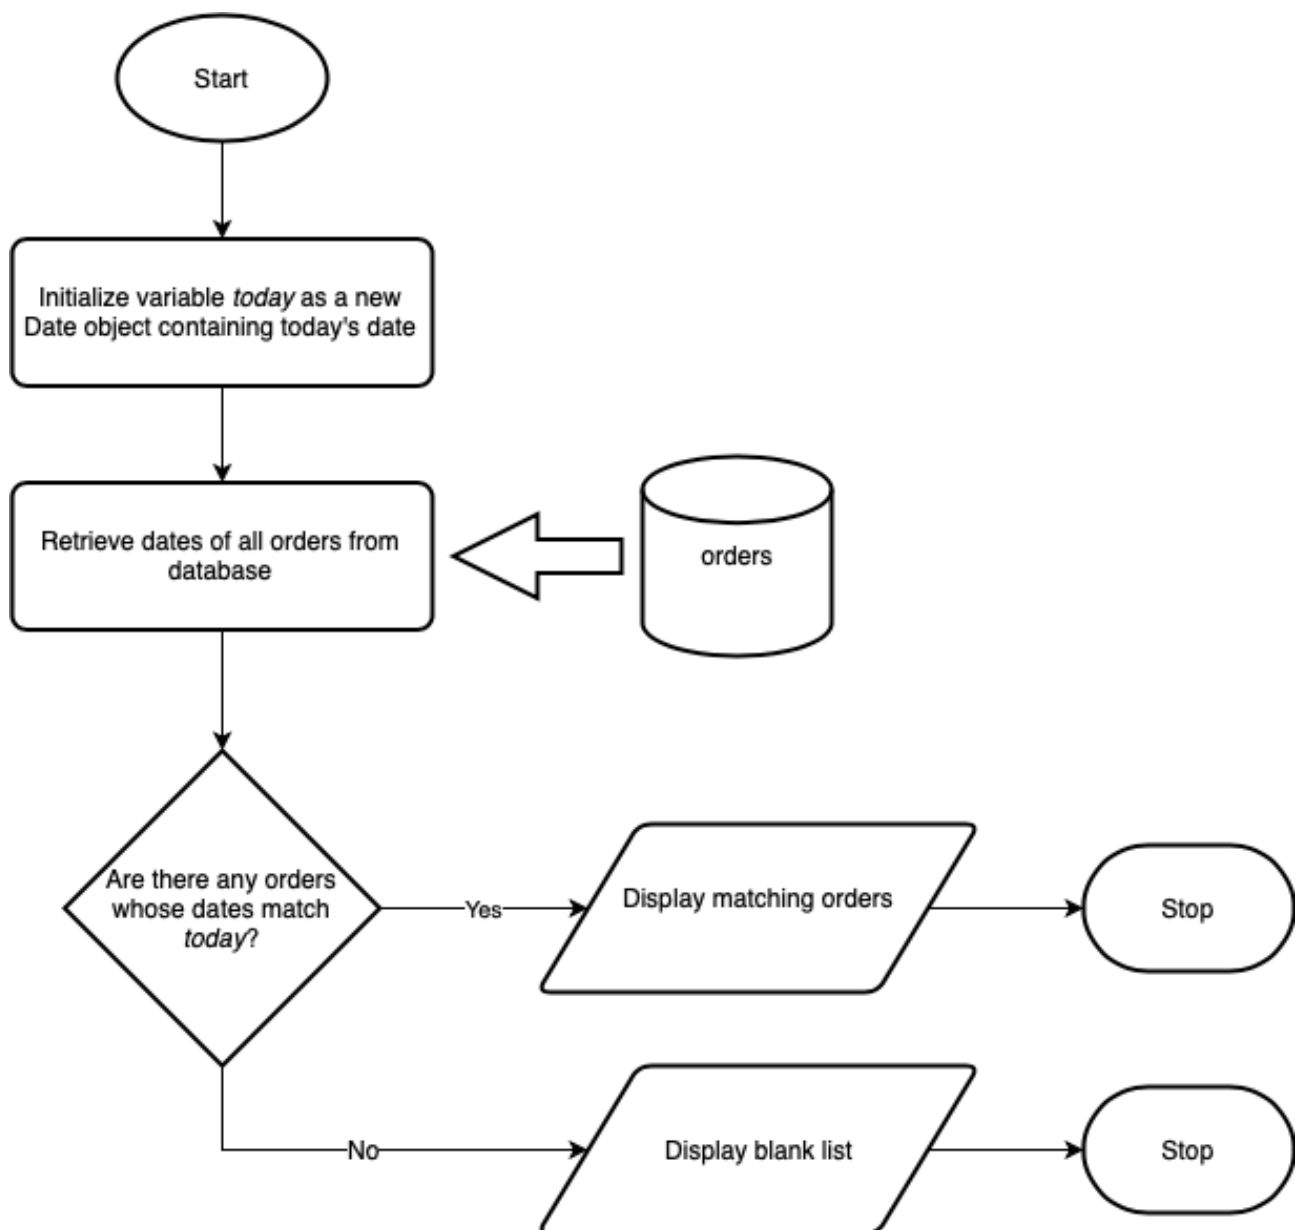 Start
Initialize variable today as a new
Date object containing today's date
Retrieve dates of all orders from
database
orders
Are there any orders
whose dates match
today?
Yes
Display matching orders
Stop
No
Display blank list
Stop